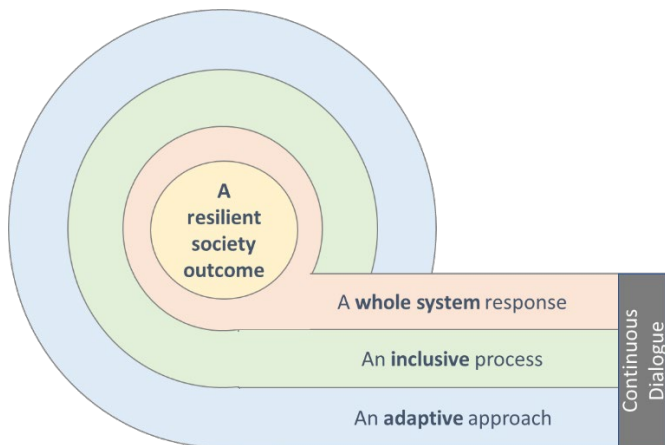 A
resilient
society
outcome
A whole system response
An inclusive process
An adaptive approach
Continuous
Dialogue